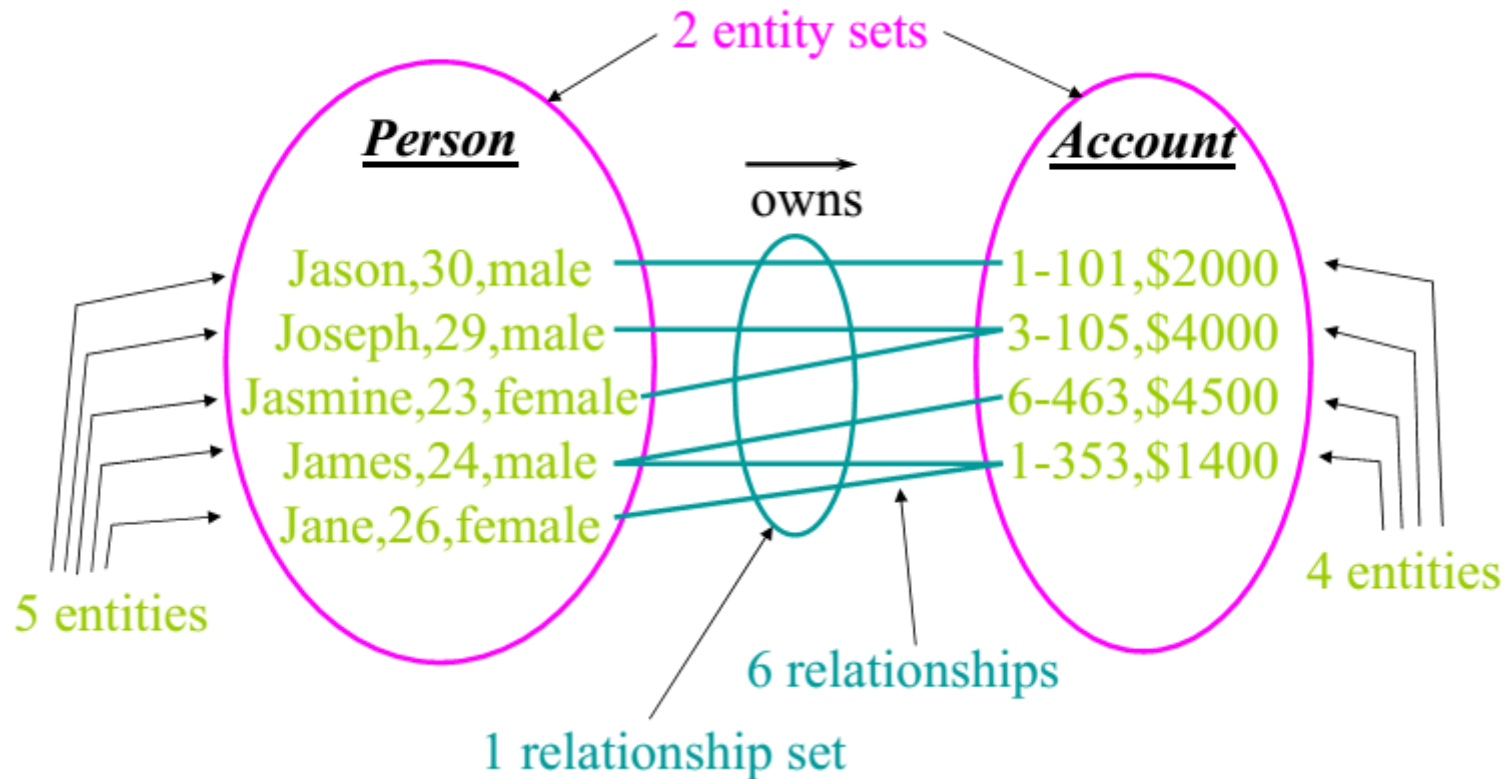 2 entity sets
Person
Account
owns
Jason,30,male
1-101,$2000
Joseph,29,male
3-105,$4000
Jasmine,23,female
6-463,$4500
James,24,male
1-353,$1400
Jane,26,female
5 entities
4 entities
6 relationships
1 relationship set